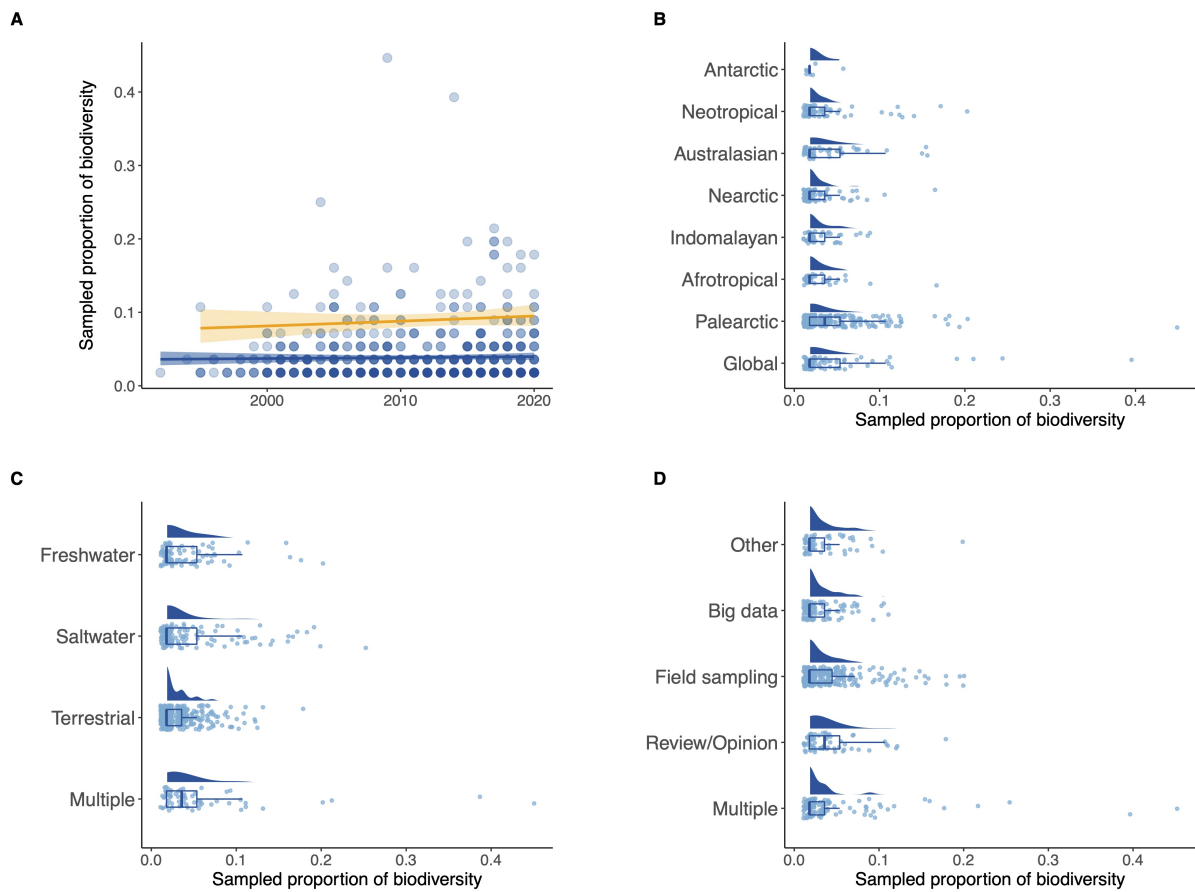 A
Sampled proportion of biodiversity
0.4
0.3
0.2
0.1
0.0
2000 2010 2020
B
Antarctic
Neotropical
Australasian
Nearctic
Indomalayan
Afrotropical
Palearctic
Global
0.0 0.1 0.2 0.3 0.4
Sampled proportion of biodiversity
C
Freshwater
Saltwater
Terrestrial
Multiple
0.0 0.1 0.2 0.3 0.4
Sampled proportion of biodiversity
D
Other
Big data
Field sampling
Review/Opinion
Multiple
0.0 0.1 0.2 0.3 0.4
Sampled proportion of biodiversity